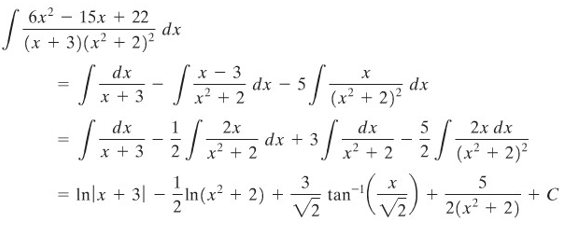 ∫ (6x² − 15x + 22)/((x + 3)(x² + 2)²) dx
= ∫ dx/(x + 3) − ∫ (x − 3)/(x² + 2) dx − 5∫ x/(x² + 2)² dx
= ∫ dx/(x + 3) − 1/2 ∫ 2x/(x² + 2) dx + 3∫ dx/(x² + 2) − 5/2 ∫ 2x dx/(x² + 2)²
= ln|x + 3| − 1/2 ln(x² + 2) + 3/√2 tan⁻¹(x/√2) + 5/(2(x² + 2)) + C